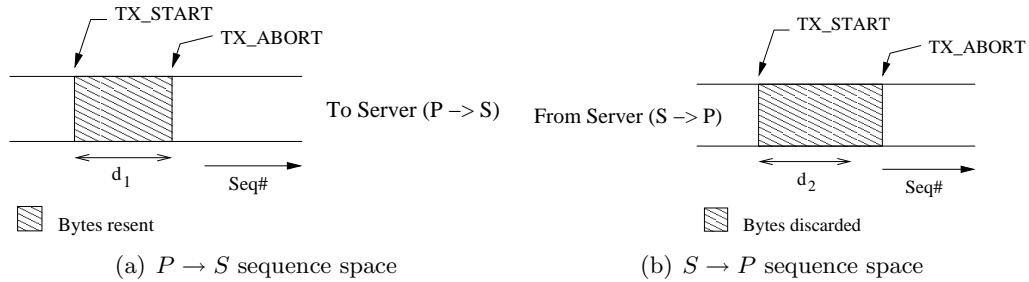 TX_START
TX_ABORT
To Server (P −> S)
d1
Seq#
Bytes resent
(a) P → S sequence space
TX_START
TX_ABORT
From Server (S −> P)
d2
Seq#
Bytes discarded
(b) S → P sequence space